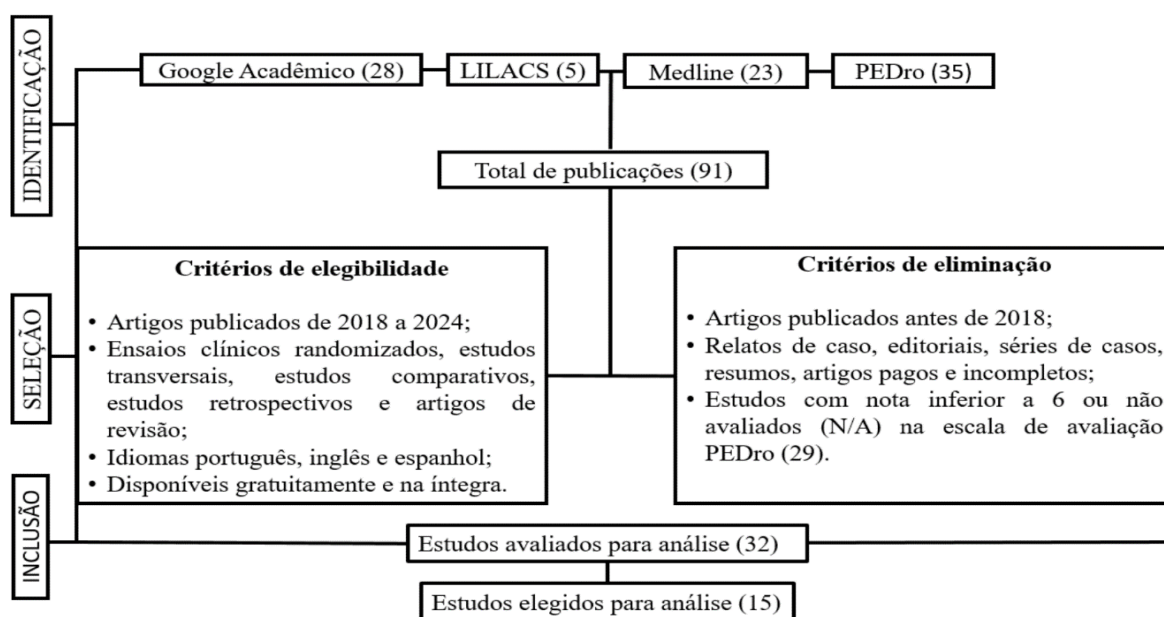 IDENTIFICAÇÃO
Google Acadêmico (28)
LILACS (5)
Medline (23)
PEDro (35)
Total de publicações (91)
SELEÇÃO
Critérios de elegibilidade
• Artigos publicados de 2018 a 2024;
• Ensaios clínicos randomizados, estudos
transversais, estudos comparativos,
estudos retrospectivos e artigos de
revisão;
• Idiomas português, inglês e espanhol;
• Disponíveis gratuitamente e na íntegra.
Critérios de eliminação
• Artigos publicados antes de 2018;
• Relatos de caso, editoriais, séries de casos,
resumos, artigos pagos e incompletos;
• Estudos com nota inferior a 6 ou não
avaliados (N/A) na escala de avaliação
PEDro (29).
INCLUSÃO
Estudos avaliados para análise (32)
Estudos elegidos para análise (15)